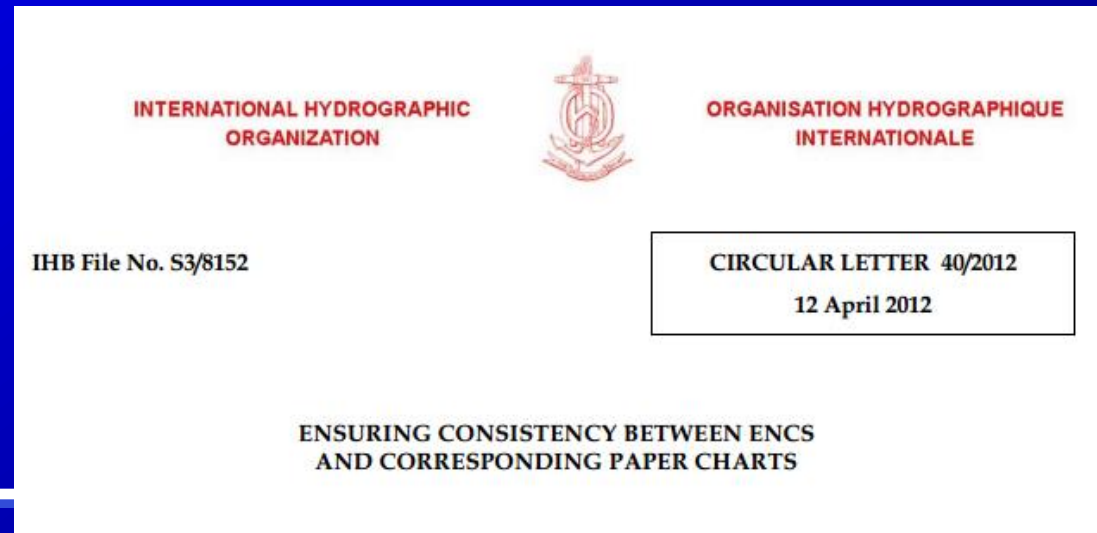 INTERNATIONAL HYDROGRAPHIC
ORGANIZATION
ORGANISATION HYDROGRAPHIQUE
INTERNATIONALE
IHB File No. S3/8152
CIRCULAR LETTER 40/2012
12 April 2012
ENSURING CONSISTENCY BETWEEN ENCS
AND CORRESPONDING PAPER CHARTS